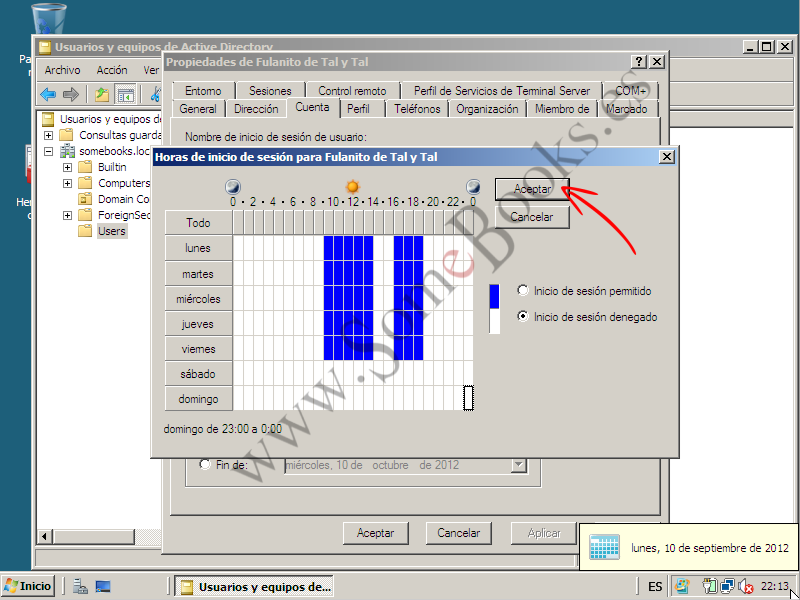 Pa
Usuarios y equipos de Active Directory
Archivo Acción Ver
Propiedades de Fulanito de Tal y Tal
Entorno Sesiones Control remoto Perfil de Servicios de Terminal Server COM+
General Dirección Cuenta Perfil Teléfonos Organización Miembro de Marcado
Nombre de inicio de sesión de usuario:
Usuarios y equipos d
Consultas guarda
somebooks.loc
Builtin
Computers
Domain Co
ForeignSec
Users
Horas de inicio de sesión para Fulanito de Tal y Tal
0 · 2 · 4 · 6 · 8 · 10 · 12 · 14 · 16 · 18 · 20 · 22 · 0
Todo
lunes
martes
miércoles
jueves
viernes
sábado
domingo
Aceptar
Cancelar
Inicio de sesión permitido
Inicio de sesión denegado
domingo de 23:00 a 0:00
Fin de: miércoles, 10 de octubre de 2012
Aceptar Cancelar Aplicar
lunes, 10 de septiembre de 2012
Inicio Usuarios y equipos de... ES 22:13
www.SomeBooks.es